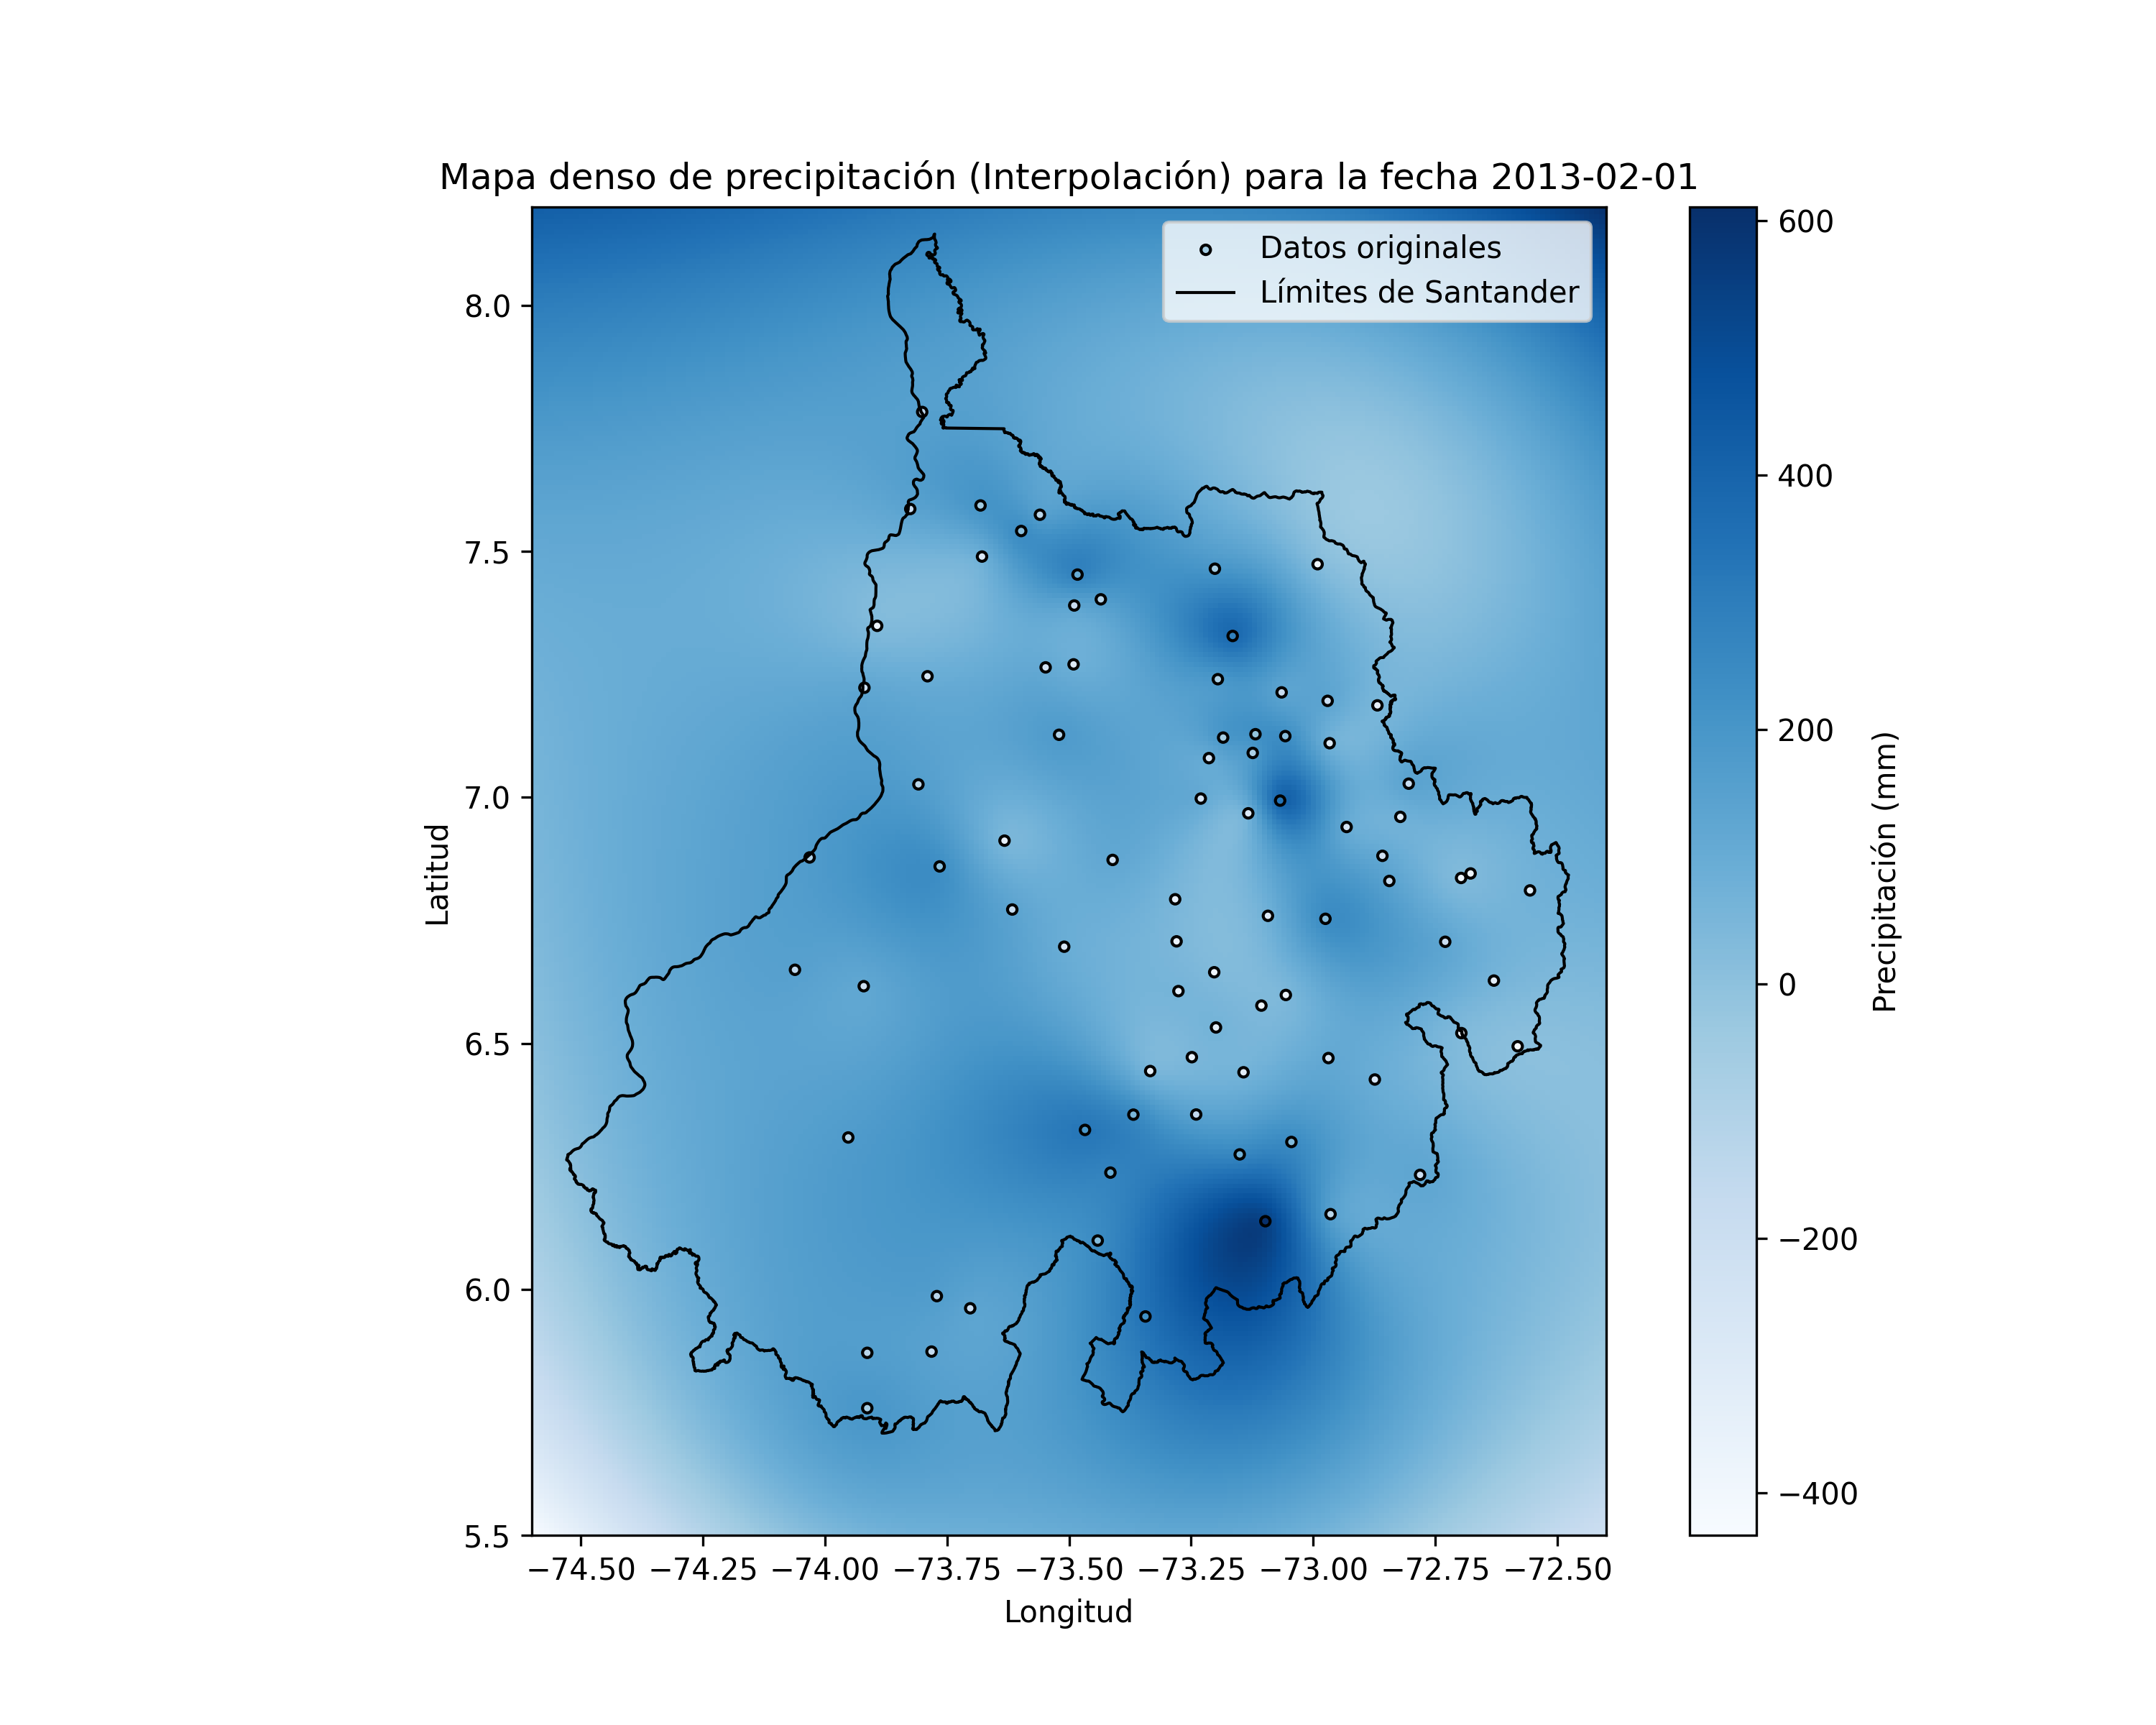 Mapa denso de precipitación (Interpolación) para la fecha 2013-02-01
Datos originales
Límites de Santander
8.0
7.5
7.0
6.5
6.0
5.5
Latitud
−74.50 −74.25 −74.00 −73.75 −73.50 −73.25 −73.00 −72.75 −72.50
Longitud
600
400
200
0
−200
−400
Precipitación (mm)